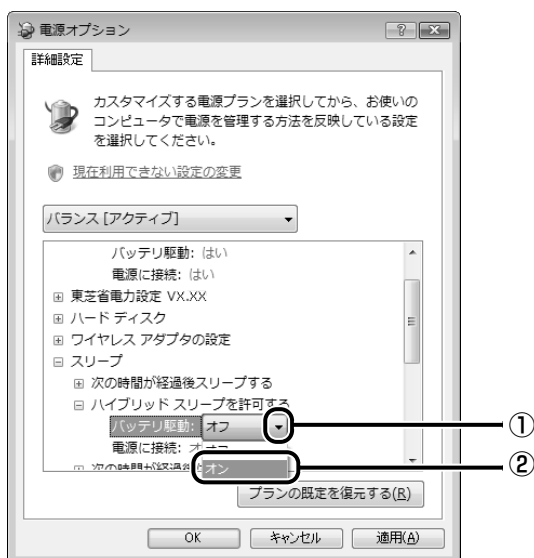 電源オプション
詳細設定
カスタマイズする電源プランを選択してから、お使いの
コンピュータで電源を管理する方法を反映している設定
を選択してください。
現在利用できない設定の変更
バランス [アクティブ]
バッテリ駆動: はい
電源に接続: はい
東芝省電力設定 VX.XX
ハード ディスク
ワイヤレス アダプタの設定
スリープ
次の時間が経過後スリープする
ハイブリッド スリープを許可する
バッテリ駆動: オフ
①
電源に接続: オ
オン
②
次の時間が経過
プランの既定を復元する(R)
OK
キャンセル
適用(A)